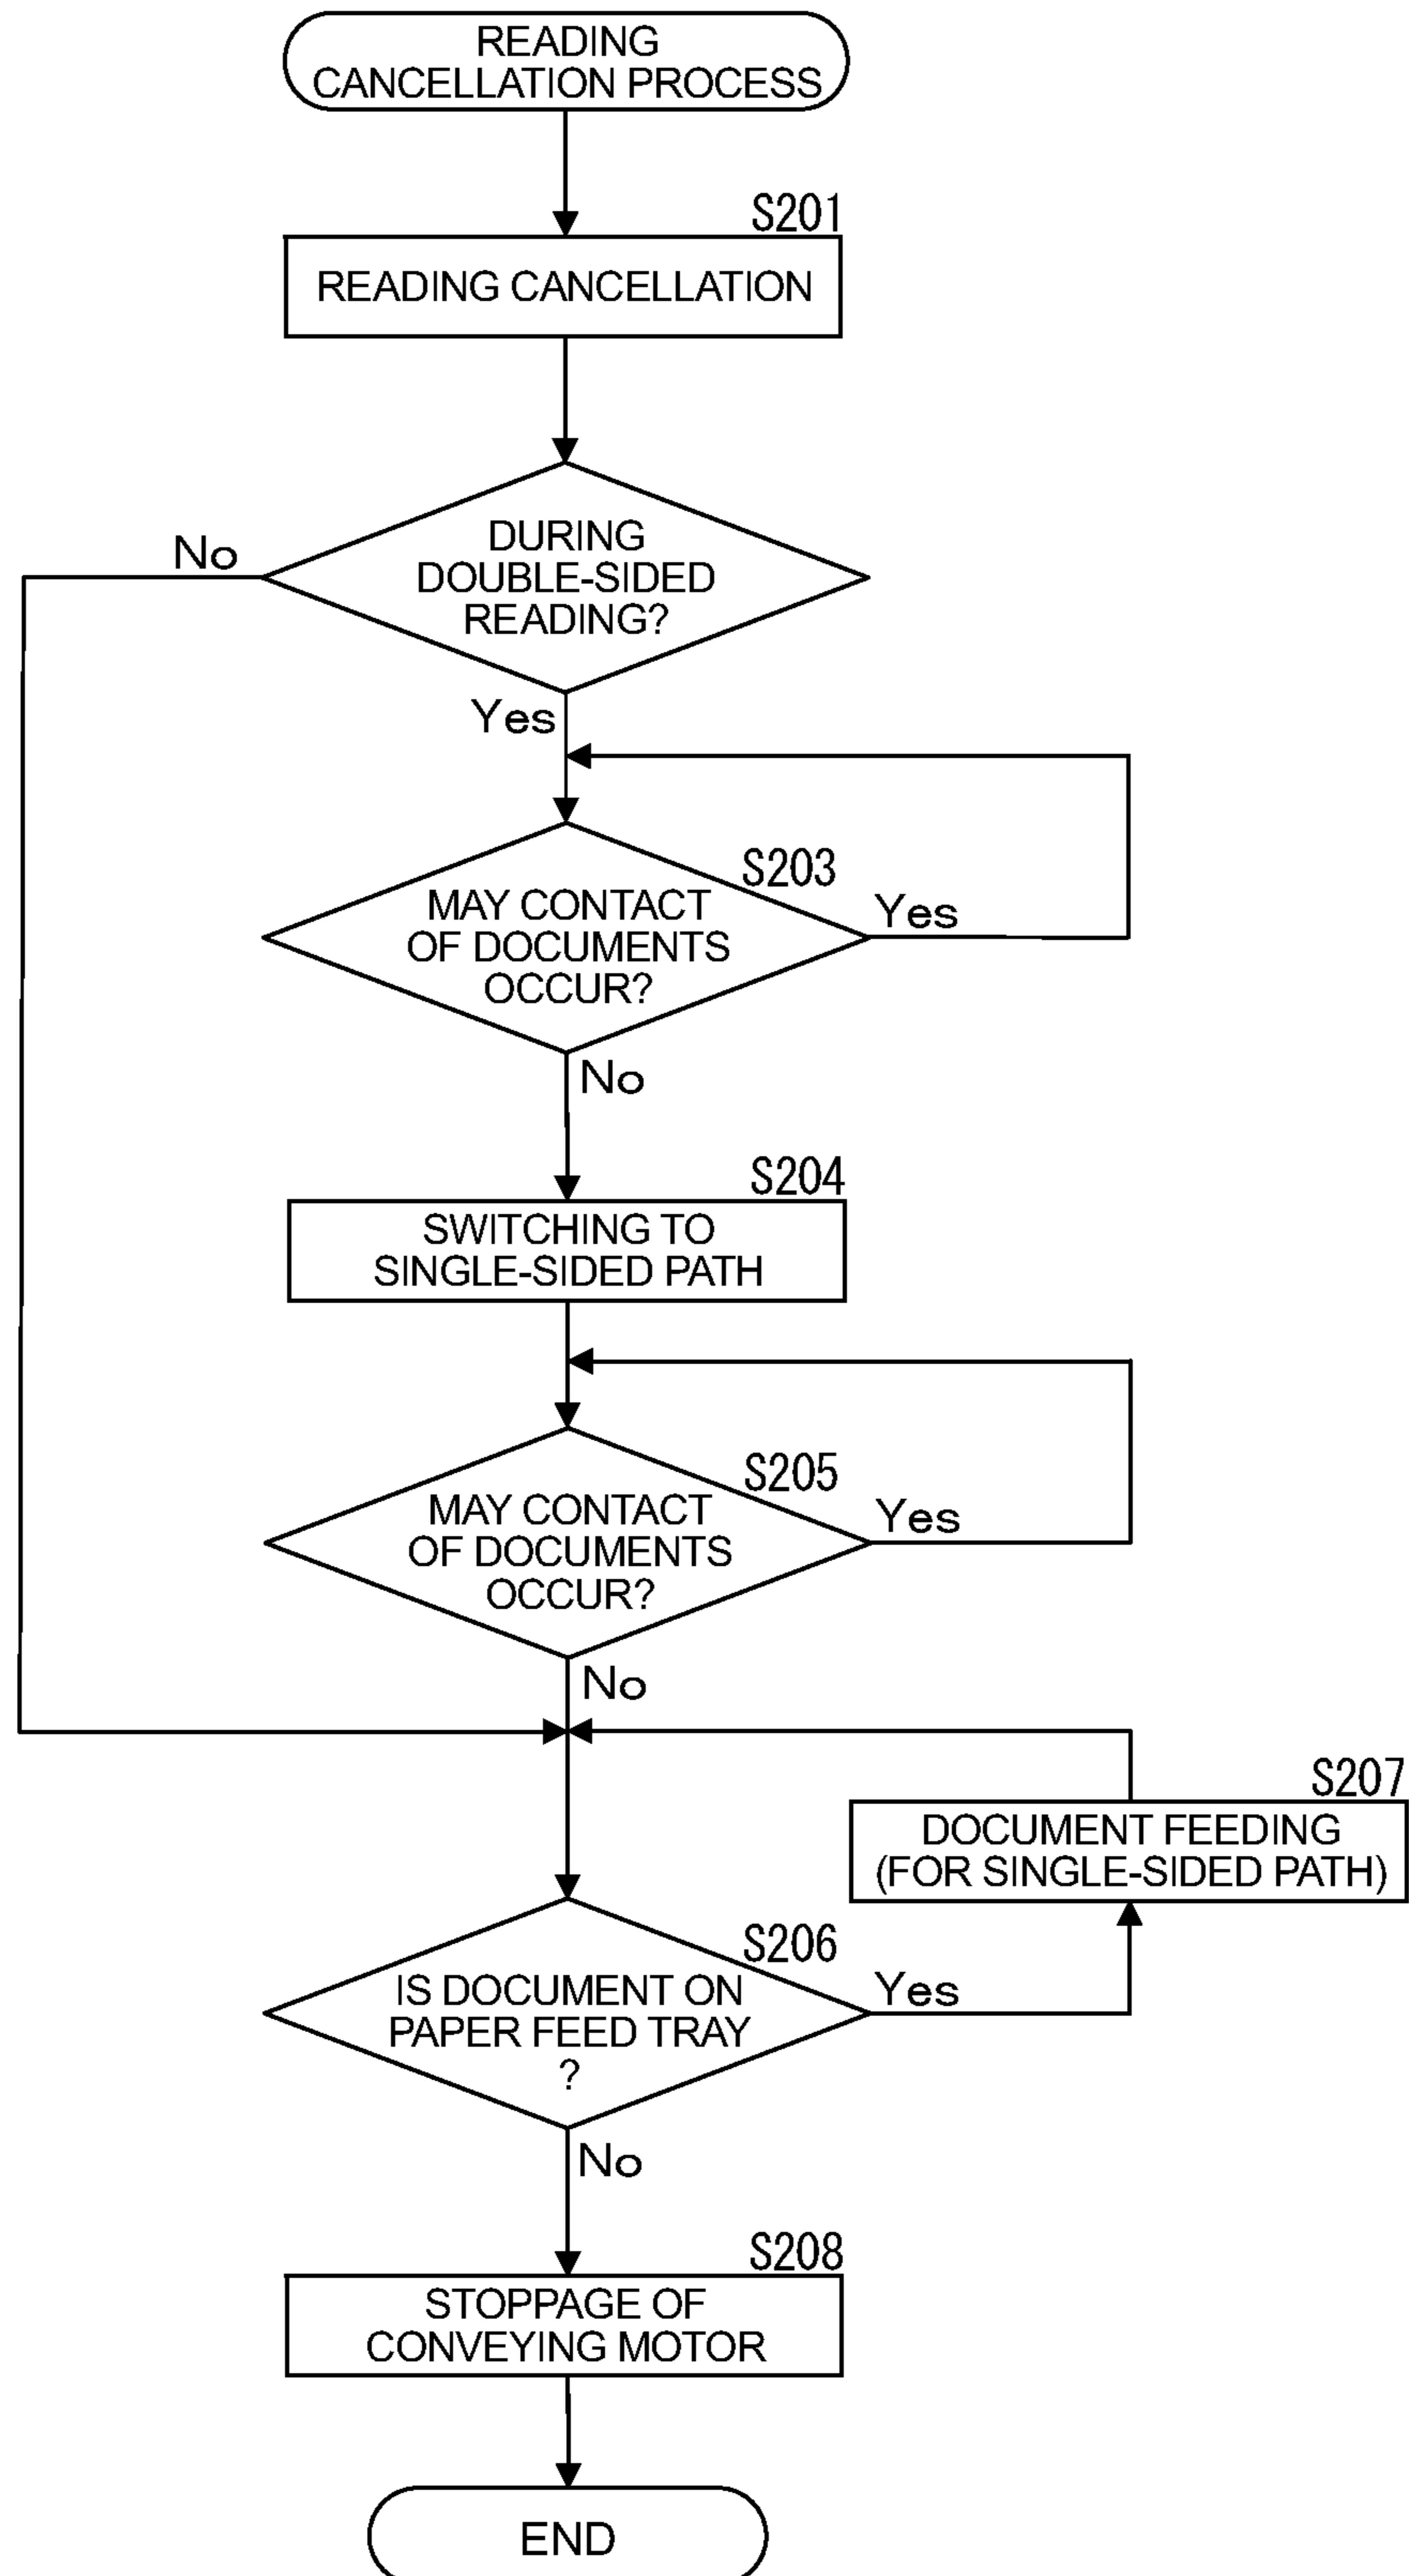 READING
CANCELLATION PROCESS
S201
READING CANCELLATION
DURING
DOUBLE-SIDED
READING?
No
Yes
S203
MAY CONTACT
OF DOCUMENTS
OCCUR?
Yes
No
S204
SWITCHING TO
SINGLE-SIDED PATH
S205
MAY CONTACT
OF DOCUMENTS
OCCUR?
Yes
No
S207
DOCUMENT FEEDING
(FOR SINGLE-SIDED PATH)
S206
IS DOCUMENT ON
PAPER FEED TRAY
?
Yes
No
S208
STOPPAGE OF
CONVEYING MOTOR
END